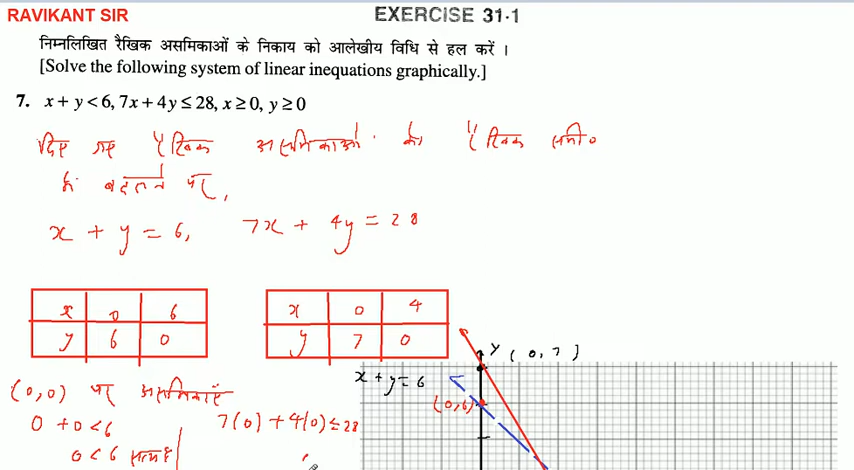 RAVIKANT SIR
EXERCISE 31·1
निम्नलिखित रैखिक असमिकाओं के निकाय को आलेखीय विधि से हल करें ।
[Solve the following system of linear inequations graphically.]
7. x + y < 6, 7x + 4y ≤ 28, x ≥ 0, y ≥ 0
दिए गए रैखिक असमिकाओं को रैखिक समी०
में बदलने पर,
x + y = 6, 7x + 4y = 28
x 0 6
y 6 0
x 0 4
y 7 0
y (0, 7)
x + y = 6
(0,6)
(0,0) पर असमिकाएँ
0 + 0 < 6
7(0) + 4(0) ≤ 28
0 < 6 सत्य है